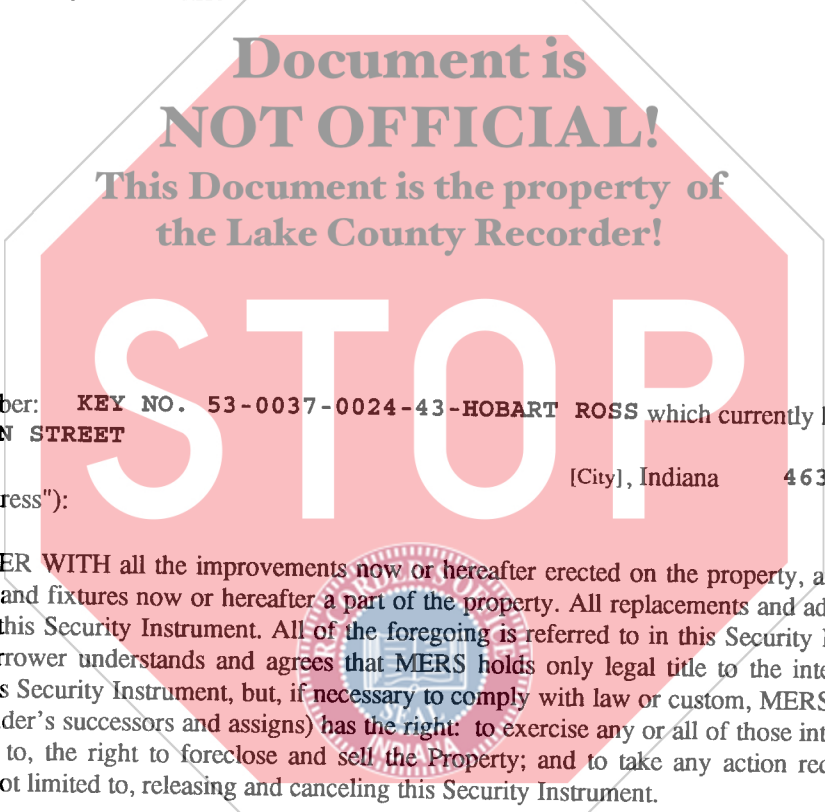 Document is
NOT OFFICIAL!
This Document is the property of
the Lake County Recorder!
STOP
ber: KEY NO. 53-0037-0024-43-HOBART ROSS which currently
N STREET
[City], Indiana 463
ress"):
ER WITH all the improvements now or hereafter erected on the property, a
and fixtures now or hereafter a part of the property. All replacements and ad
this Security Instrument. All of the foregoing is referred to in this Security
rrower understands and agrees that MERS holds only legal title to the inte
s Security Instrument, but, if necessary to comply with law or custom, MERS
der's successors and assigns) has the right: to exercise any or all of those int
to, the right to foreclose and sell the Property; and to take any action rec
ot limited to, releasing and canceling this Security Instrument.
RECORDER'S OFFICE
INDIANA